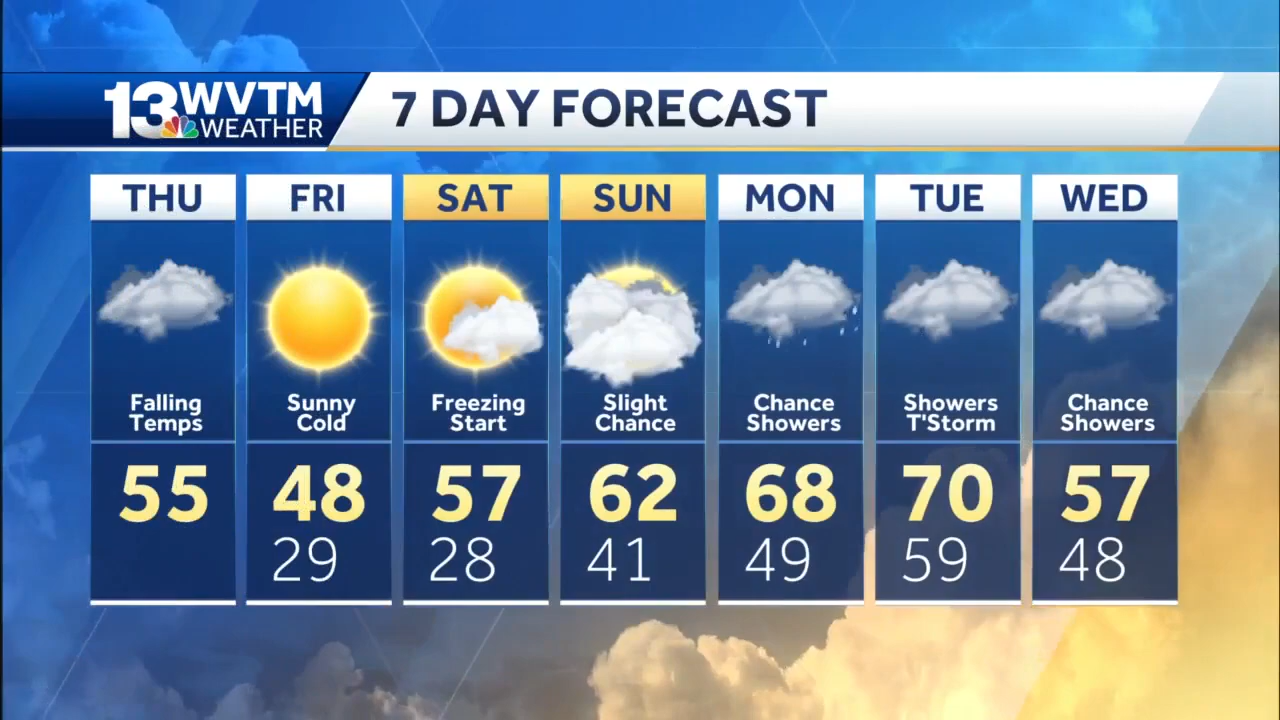 13 WVTM
WEATHER
7 DAY FORECAST
THU
FRI
SAT
SUN
MON
TUE
WED
Falling
Temps
Sunny
Cold
Freezing
Start
Slight
Chance
Chance
Showers
Showers
T'Storm
Chance
Showers
55
48
57
62
68
70
57
29
28
41
49
59
48